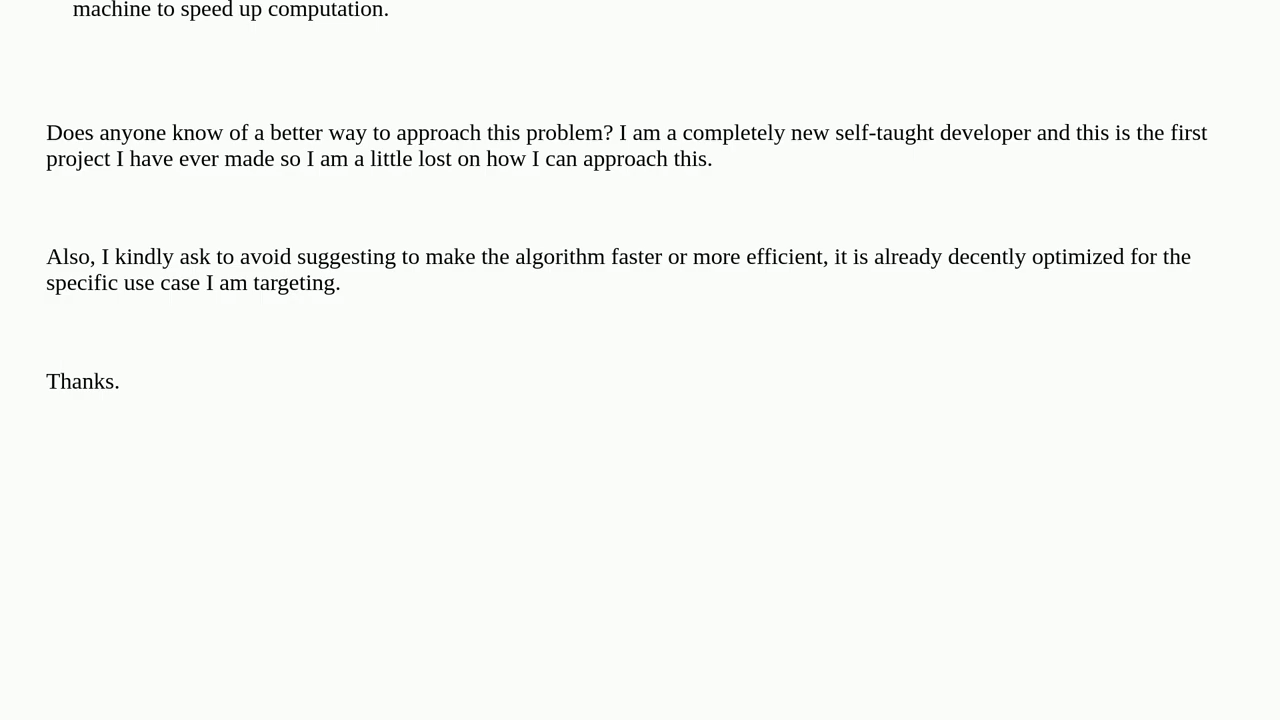 machine to speed up computation.
Does anyone know of a better way to approach this problem? I am a completely new self-taught developer and this is the first
project I have ever made so I am a little lost on how I can approach this.
Also, I kindly ask to avoid suggesting to make the algorithm faster or more efficient, it is already decently optimized for the
specific use case I am targeting.
Thanks.